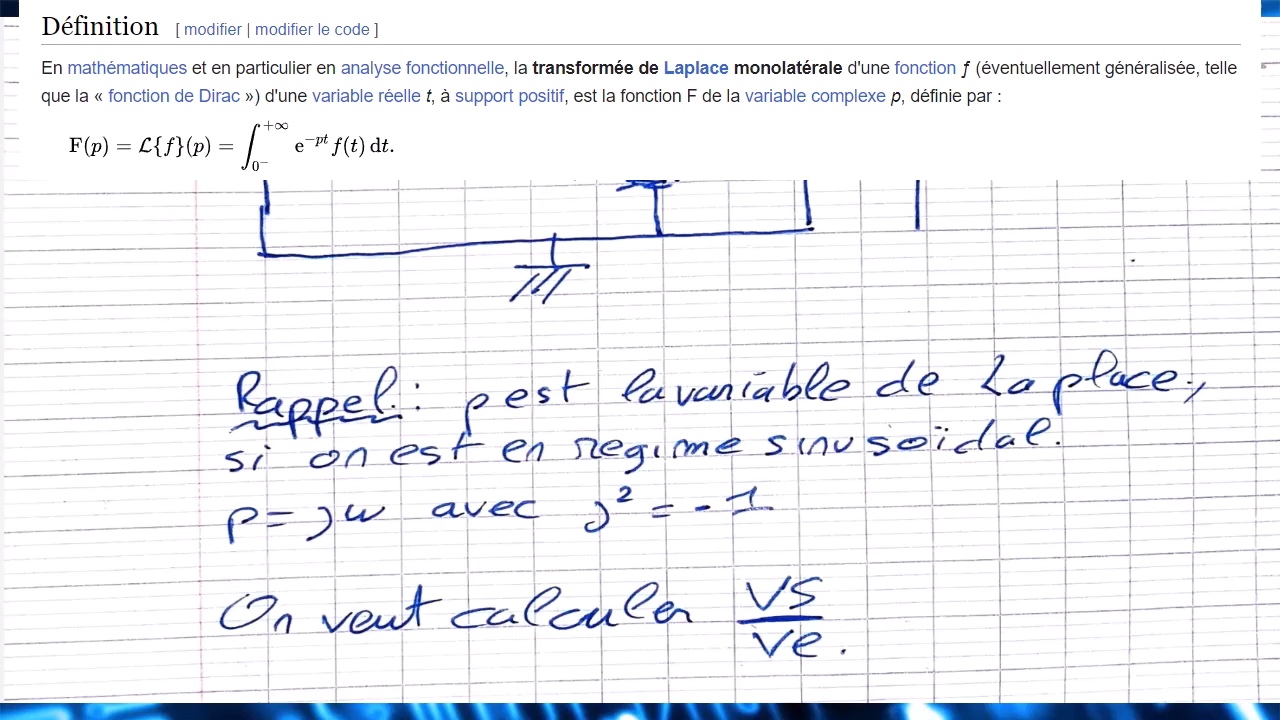 Définition [ modifier | modifier le code ]
En mathématiques et en particulier en analyse fonctionnelle, la transformée de Laplace monolatérale d'une fonction f (éventuellement généralisée, telle
que la « fonction de Dirac ») d'une variable réelle t, à support positif, est la fonction F de la variable complexe p, définie par :
F(p) = ℒ{f}(p) = ∫₀₋^+∞ e^−pt f(t) dt.
Rappel : p est la variable de La place,
si on est en regime sinusoïdal.
p = jw avec j² = -1
On veut calculer VS/Ve.